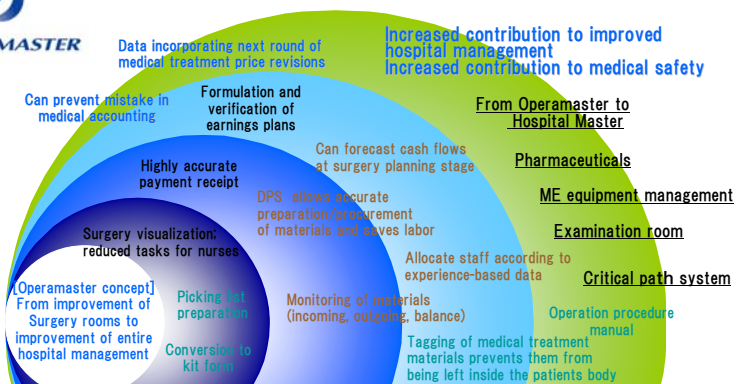 MASTER
Data incorporating next round of
medical treatment price revisions
Increased contribution to improved
hospital management
Increased contribution to medical safety
Can prevent mistake in
medical accounting
Formulation and
verification of
earnings plans
From Operamaster to
Hospital Master
Can forecast cash flows
at surgery planning stage
Pharmaceuticals
Highly accurate
payment receipt
ME equipment management
DPS allows accurate
preparation/procurement
of materials and saves labor
Examination room
Surgery visualization:
reduced tasks for nurses
Allocate staff according to
experience-based data
Critical path system
[Operamaster concept]
From improvement of
Surgery rooms to
improvement of entire
hospital management
Picking list
preparation
Monitoring of materials
(incoming, outgoing, balance)
Operation procedure
manual
Conversion to
kit form
Tagging of medical treatment
materials prevents them from
being left inside the patients body